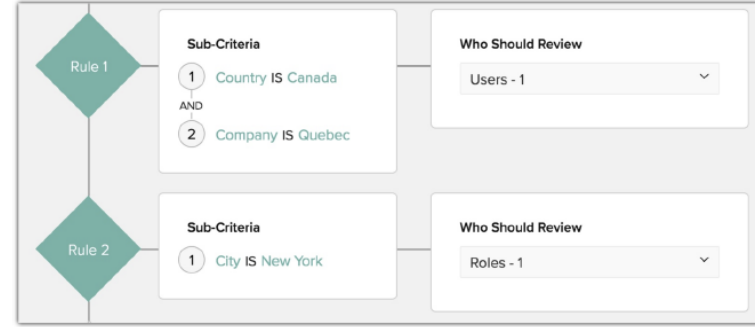 Rule 1
Sub-Criteria
1 Country IS Canada
AND
2 Company IS Quebec
Who Should Review
Users - 1
Rule 2
Sub-Criteria
1 City IS New York
Who Should Review
Roles - 1